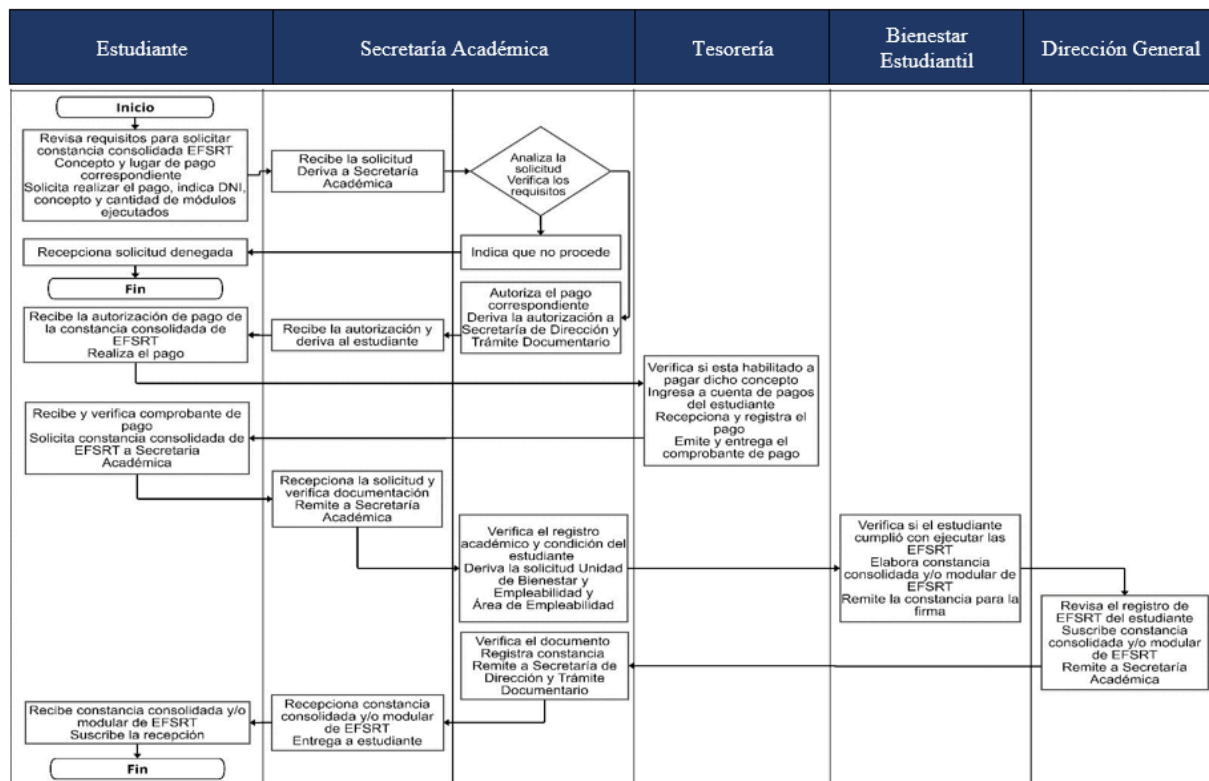 Estudiante
Secretaría Académica
Tesorería
Bienestar
Estudiantil
Dirección General
Inicio
Revisa requisitos para solicitar
constancia consolidada EFSRT
Concepto y lugar de pago
correspondiente
Solicita realizar el pago, indica DNI,
concepto y cantidad de módulos
ejecutados
Recibe la solicitud
Deriva a Secretaría
Académica
Analiza la
solicitud
Verifica los
requisitos
Indica que no procede
Recepciona solicitud denegada
Fin
Autoriza el pago
correspondiente
Deriva la autorización a
Secretaría de Dirección y
Trámite Documentario
Recibe la autorización y
deriva al estudiante
Recibe la autorización de pago de
la constancia consolidada de
EFSRT
Realiza el pago
Verifica si esta habilitado a
pagar dicho concepto
Ingresa a cuenta de pagos
del estudiante
Recepciona y registra el
pago
Emite y entrega el
comprobante de pago
Recibe y verifica comprobante de
pago
Solicita constancia consolidada de
EFSRT a Secretaria
Académica
Recepciona la solicitud y
verifica documentación
Remite a Secretaría
Académica
Verifica el registro
académico y condición del
estudiante
Deriva la solicitud Unidad
de Bienestar y
Empleabilidad y
Área de Empleabilidad
Verifica si el estudiante
cumplió con ejecutar las
EFSRT
Elabora constancia
consolidada y/o modular de
EFSRT
Remite la constancia para la
firma
Revisa el registro de
EFSRT del estudiante
Suscribe constancia
consolidada y/o modular
de EFSRT
Remite a Secretaría
Académica
Verifica el documento
Registra constancia
Remite a Secretaría de
Dirección y Trámite
Documentario
Recepciona constancia
consolidada y/o modular
de EFSRT
Entrega a estudiante
Recibe constancia consolidada y/o
modular de EFSRT
Suscribe la recepción
Fin